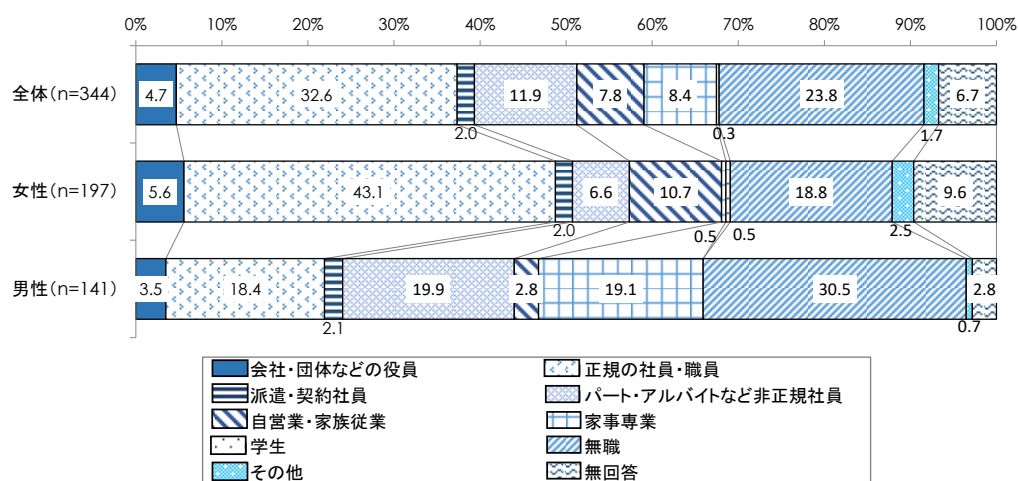 0% 10% 20% 30% 40% 50% 60% 70% 80% 90% 100%
全体(n=344) 4.7 32.6 11.9 7.8 8.4 23.8 6.7
2.0 0.3 1.7
女性(n=197) 5.6 43.1 6.6 10.7 18.8 9.6
2.0 0.5 0.5 2.5
男性(n=141) 3.5 18.4 19.9 2.8 19.1 30.5 2.8
2.1 0.7
会社・団体などの役員 正規の社員・職員
派遣・契約社員 パート・アルバイトなど非正規社員
自営業・家族従業 家事専業
学生 無職
その他 無回答